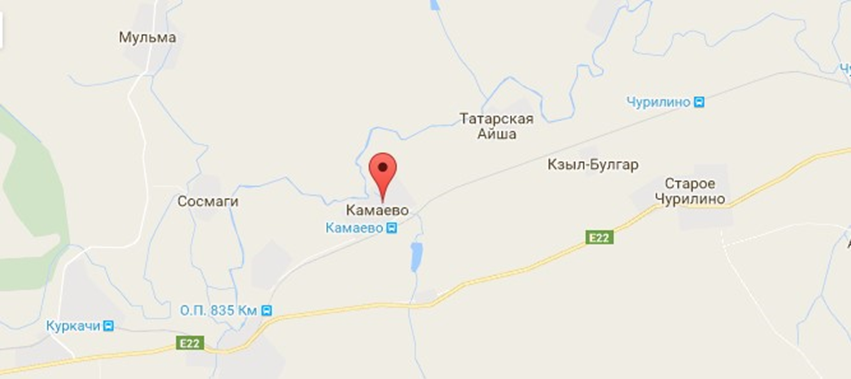 Мульма
Чурилино
Татарская
Айша
Кзыл-Булгар
Старое
Чурилино
Сосмаги
Камаево
Камаево
E22
О.П. 835 Км
Куркачи
E22